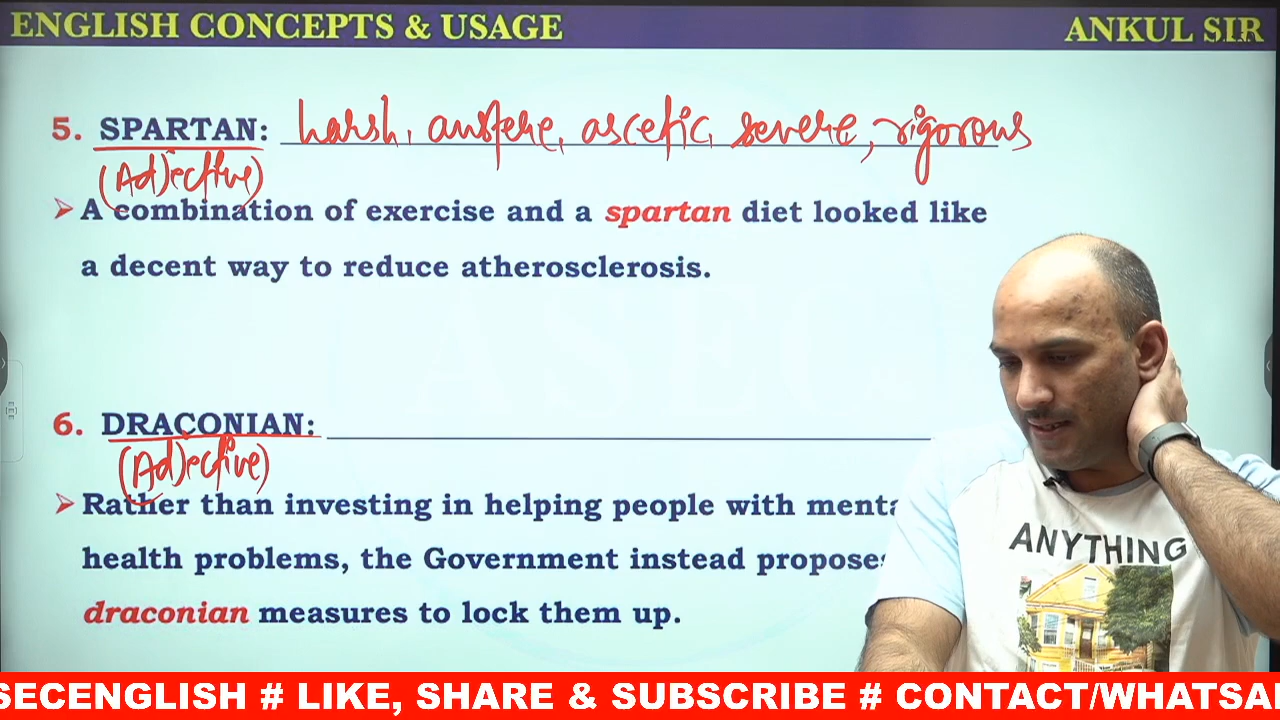 ENGLISH CONCEPTS & USAGE
ANKUL SIR
5. SPARTAN: harsh, austere, ascetic, severe, rigorous
(Adjective)
➢ A combination of exercise and a spartan diet looked like
a decent way to reduce atherosclerosis.
6. DRACONIAN:
(Adjective)
➢ Rather than investing in helping people with menta
health problems, the Government instead proposes
draconian measures to lock them up.
ANYTHING
SECENGLISH # LIKE, SHARE & SUBSCRIBE # CONTACT/WHATSA